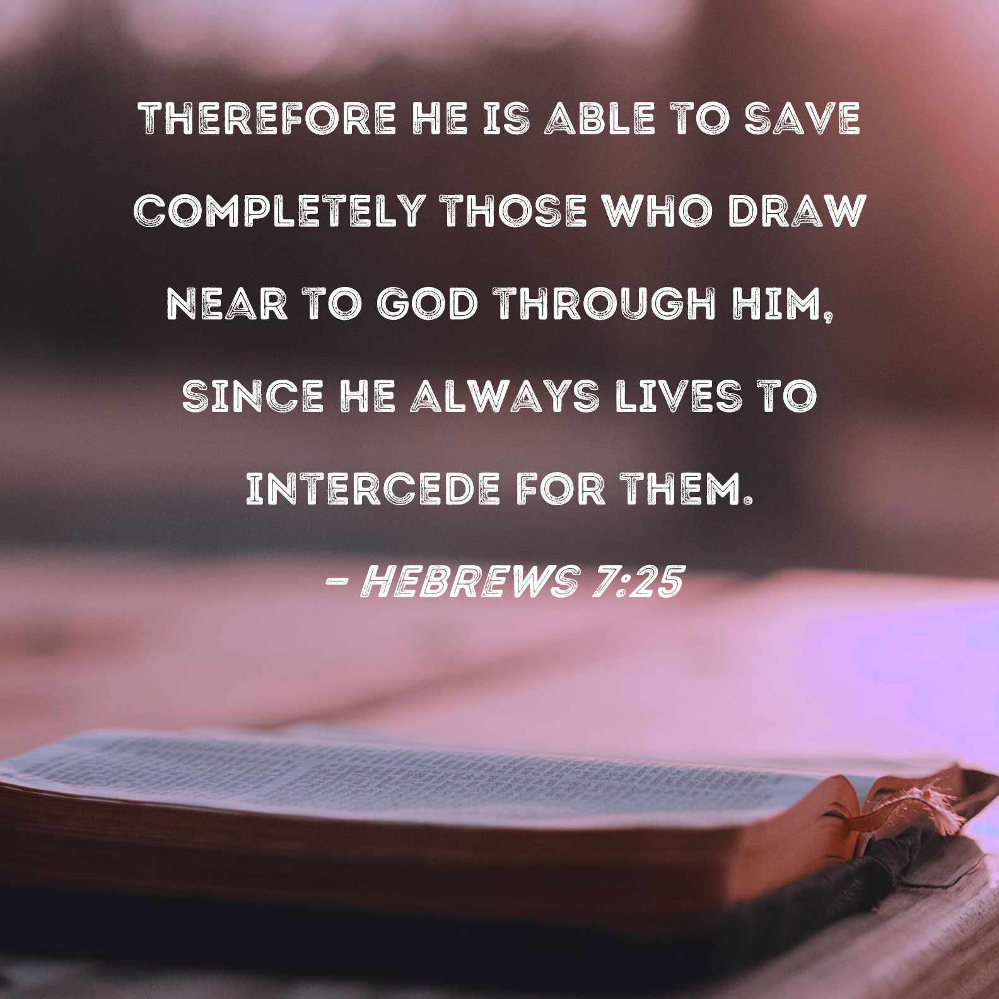 THEREFORE HE IS ABLE TO SAVE
COMPLETELY THOSE WHO DRAW
NEAR TO GOD THROUGH HIM,
SINCE HE ALWAYS LIVES TO
INTERCEDE FOR THEM.
– HEBREWS 7:25